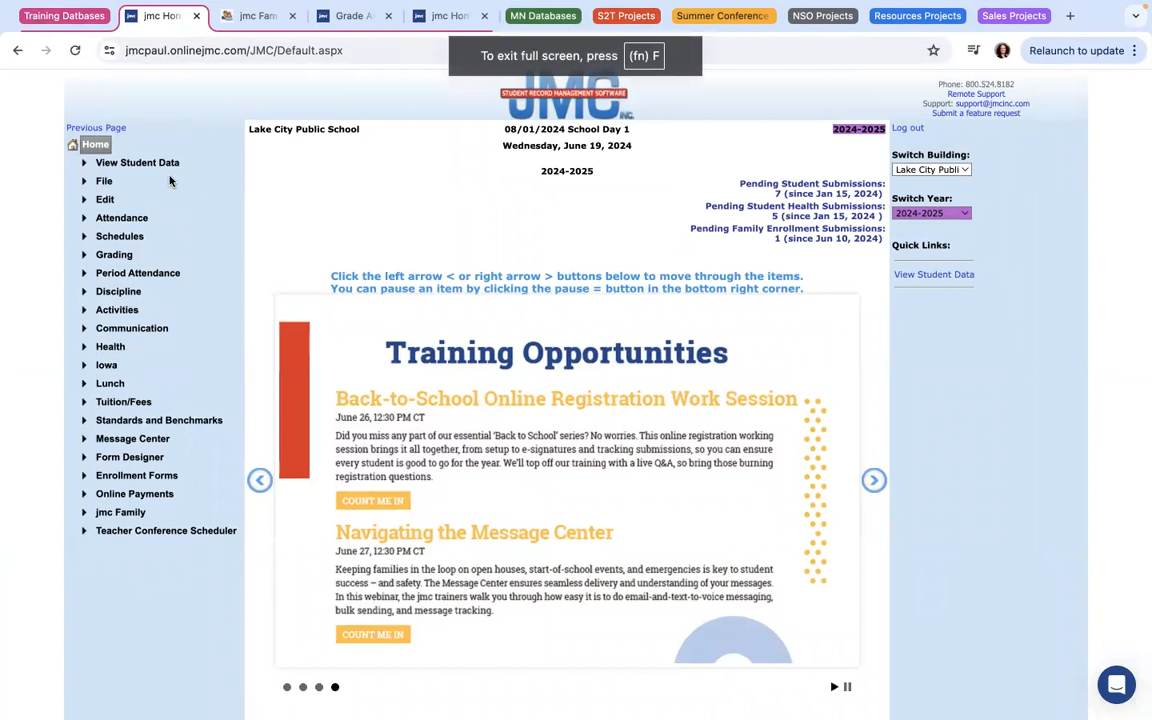 Training Datbases
jmc Hon
jmc Fam
Grade A
jmc Hon
MN Databases
S2T Projects
Summer Conference
NSO Projects
Resources Projects
Sales Projects
jmcpaul.onlinejmc.com/JMC/Default.aspx
Relaunch to update
To exit full screen, press (fn) F
JMC
STUDENT RECORD MANAGEMENT SOFTWARE
INC.
Phone: 800.524.8182
Remote Support
Support: support@jmcinc.com
Submit a feature request
Previous Page
Home
View Student Data
File
Edit
Attendance
Schedules
Grading
Period Attendance
Discipline
Activities
Communication
Health
Iowa
Lunch
Tuition/Fees
Standards and Benchmarks
Message Center
Form Designer
Enrollment Forms
Online Payments
jmc Family
Teacher Conference Scheduler
Lake City Public School
08/01/2024 School Day 1
2024-2025
Wednesday, June 19, 2024
2024-2025
Pending Student Submissions:
7 (since Jan 15, 2024)
Pending Student Health Submissions:
5 (since Jan 15, 2024 )
Pending Family Enrollment Submissions:
1 (since Jun 10, 2024)
Click the left arrow < or right arrow > buttons below to move through the items.
You can pause an item by clicking the pause = button in the bottom right corner.
Training Opportunities
Back-to-School Online Registration Work Session
June 26, 12:30 PM CT
Did you miss any part of our essential 'Back to School' series? No worries. This online registration working
session brings it all together, from setup to e-signatures and tracking submissions, so you can ensure
every student is good to go for the year. We'll top off our training with a live Q&A, so bring those burning
registration questions.
COUNT ME IN
Navigating the Message Center
June 27, 12:30 PM CT
Keeping families in the loop on open houses, start-of-school events, and emergencies is key to student
success – and safety. The Message Center ensures seamless delivery and understanding of your messages.
In this webinar, the jmc trainers walk you through how easy it is to do email-and-text-to-voice messaging,
bulk sending, and message tracking.
COUNT ME IN
Log out
Switch Building:
Lake City Publi
Switch Year:
2024-2025
Quick Links:
View Student Data